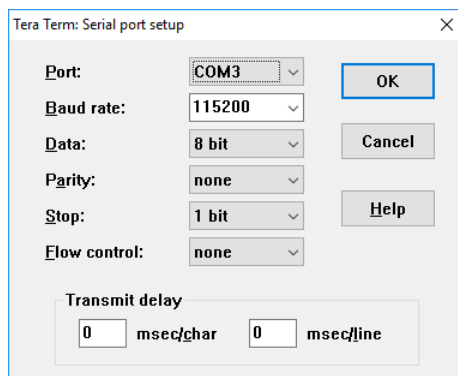 Tera Term: Serial port setup
Port: COM3 OK
Baud rate: 115200
Data: 8 bit Cancel
Parity: none
Stop: 1 bit Help
Flow control: none
Transmit delay
0 msec/char 0 msec/line